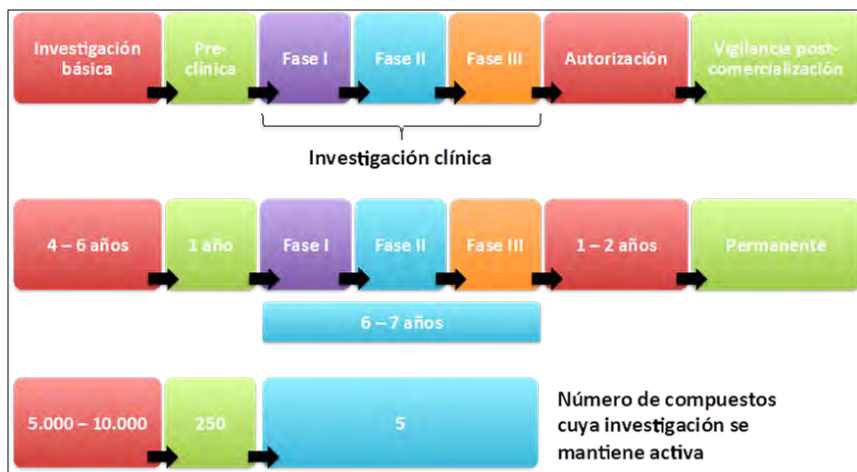 Investigación
básica
Pre-
clínica
Fase I
Fase II
Fase III
Autorización
Vigilancia post-
comercialización
Investigación clínica
4 – 6 años
1 año
Fase I
Fase II
Fase III
1 – 2 años
Permanente
6 – 7 años
5.000 – 10.000
250
5
Número de compuestos
cuya investigación se
mantiene activa